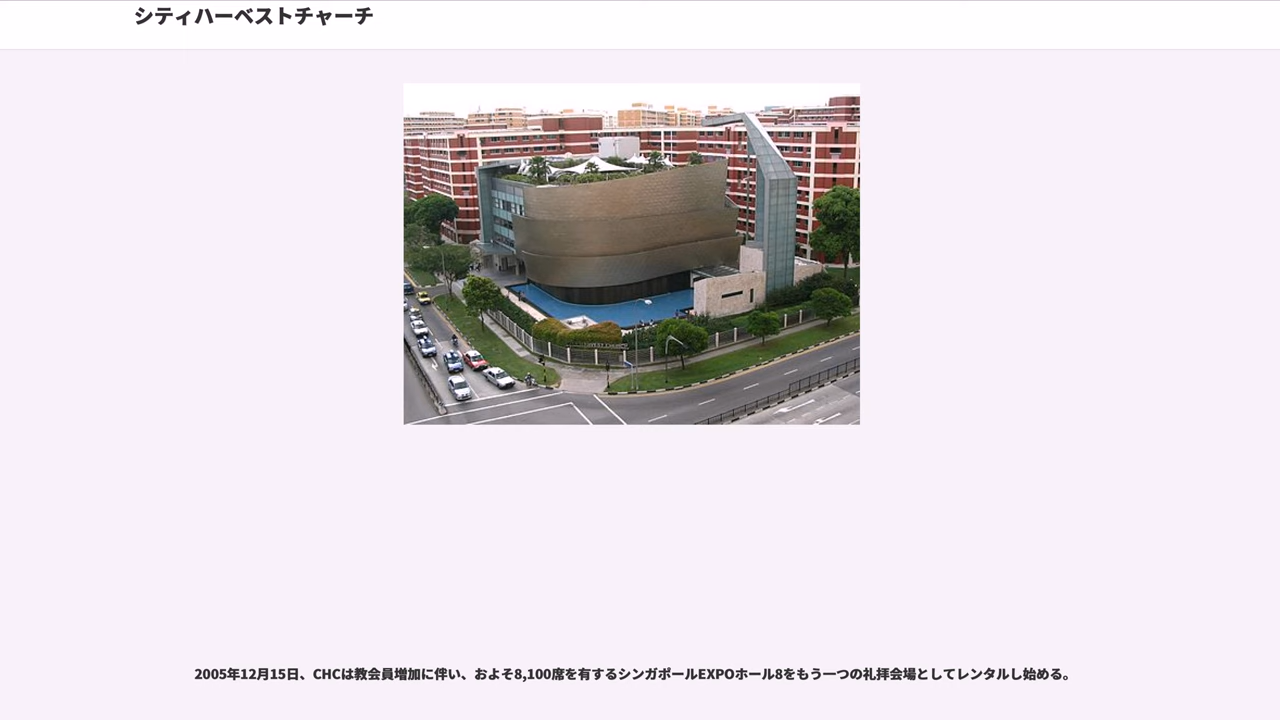 シティハーベストチャーチ
2005年12月15日、CHCは教会員増加に伴い、およそ8,100席を有するシンガポールEXPOホール8をもう一つの礼拝会場としてレンタルし始める。